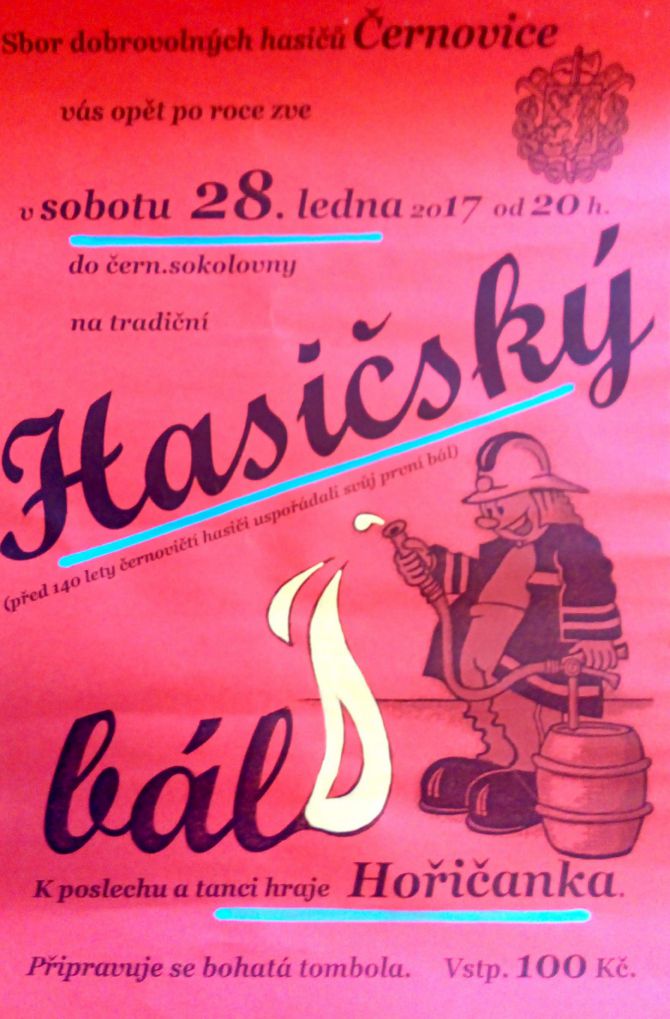 Sbor dobrovolných hasičů Černovice
vás opět po roce zve
v sobotu 28. ledna 2017 od 20 h.
do čern.sokolovny
na tradiční
Hasičský
(před 140 lety černovičtí hasiči uspořádali svůj první bál)
bál
K poslechu a tanci hraje Hořičanka.
Připravuje se bohatá tombola. Vstp. 100 Kč.